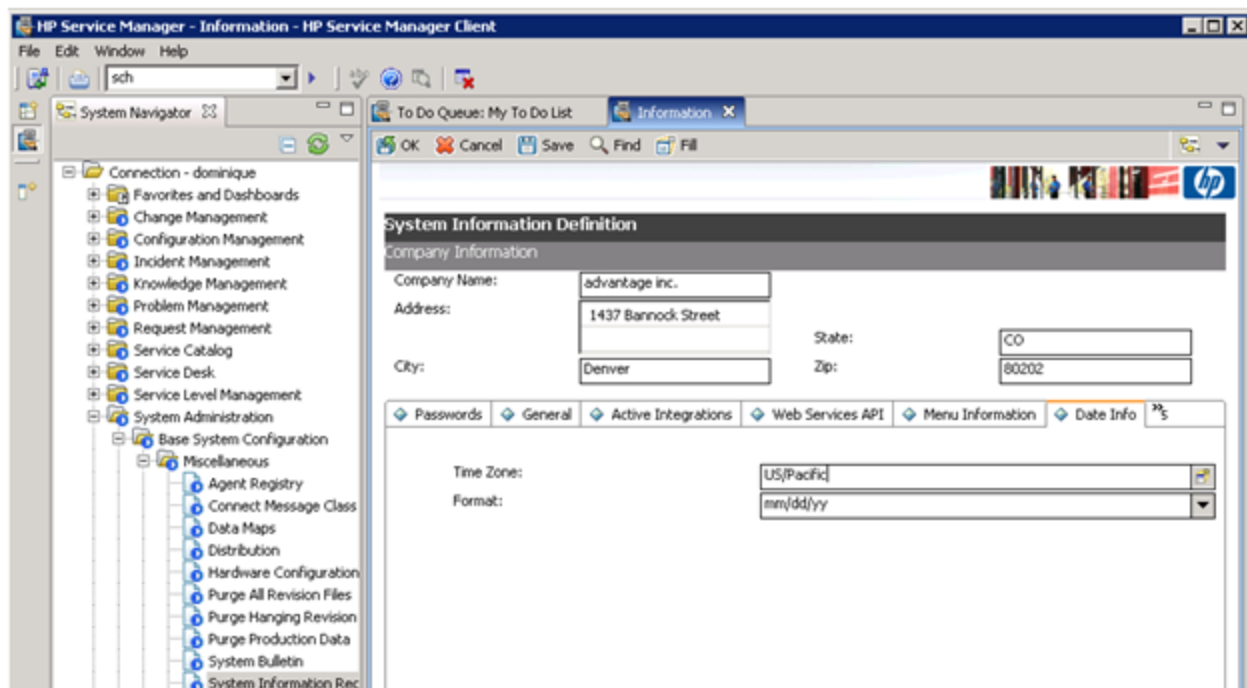 HP Service Manager - Information - HP Service Manager Client
File Edit Window Help
sch
System Navigator
To Do Queue: My To Do List
Information
OK Cancel Save Find Fill
Connection - dominique
Favorites and Dashboards
Change Management
Configuration Management
Incident Management
Knowledge Management
Problem Management
Request Management
Service Catalog
Service Desk
Service Level Management
System Administration
Base System Configuration
Miscellaneous
Agent Registry
Connect Message Class
Data Maps
Distribution
Hardware Configuration
Purge All Revision Files
Purge Hanging Revision
Purge Production Data
System Bulletin
System Information Rec
hp
System Information Definition
Company Information
Company Name: advantage inc.
Address: 1437 Bannock Street
State: CO
City: Denver Zip: 80202
Passwords General Active Integrations Web Services API Menu Information Date Info »5
Time Zone: US/Pacific
Format: mm/dd/yy